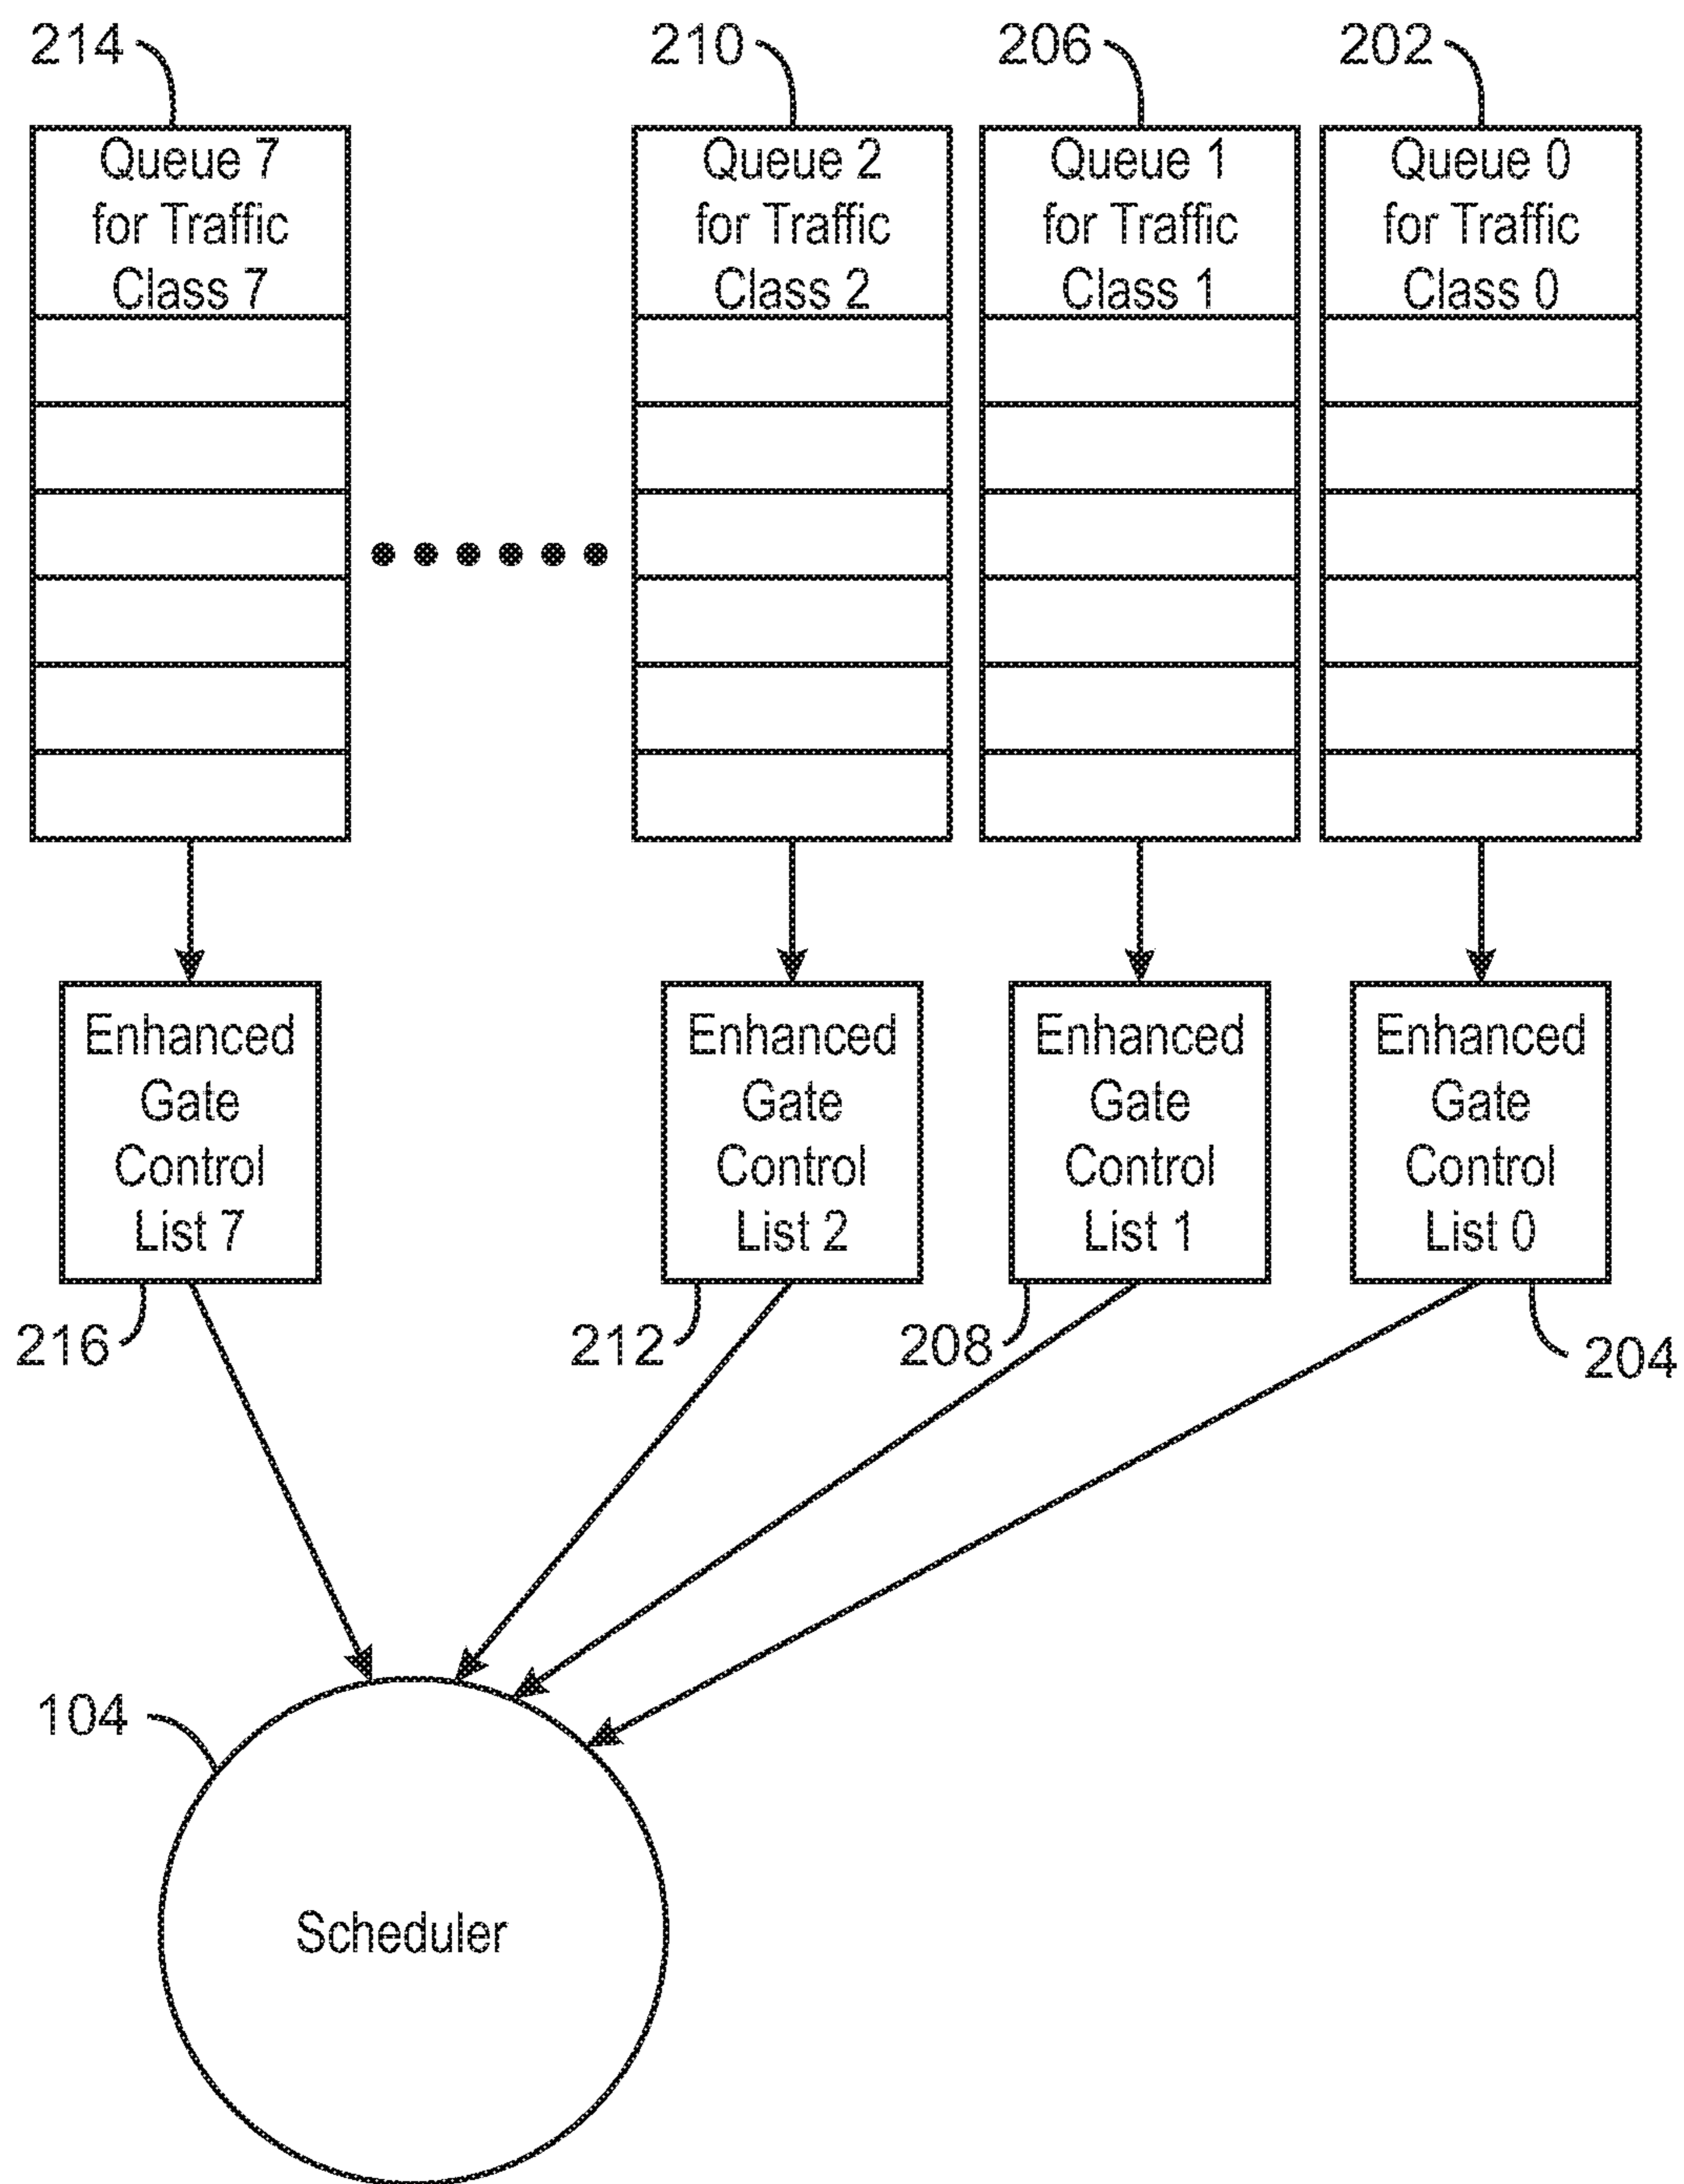 214
210
206
202
Queue 7
for Traffic
Class 7
Queue 2
for Traffic
Class 2
Queue 1
for Traffic
Class 1
Queue 0
for Traffic
Class 0
Enhanced
Gate
Control
List 7
Enhanced
Gate
Control
List 2
Enhanced
Gate
Control
List 1
Enhanced
Gate
Control
List 0
216
212
208
204
104
Scheduler